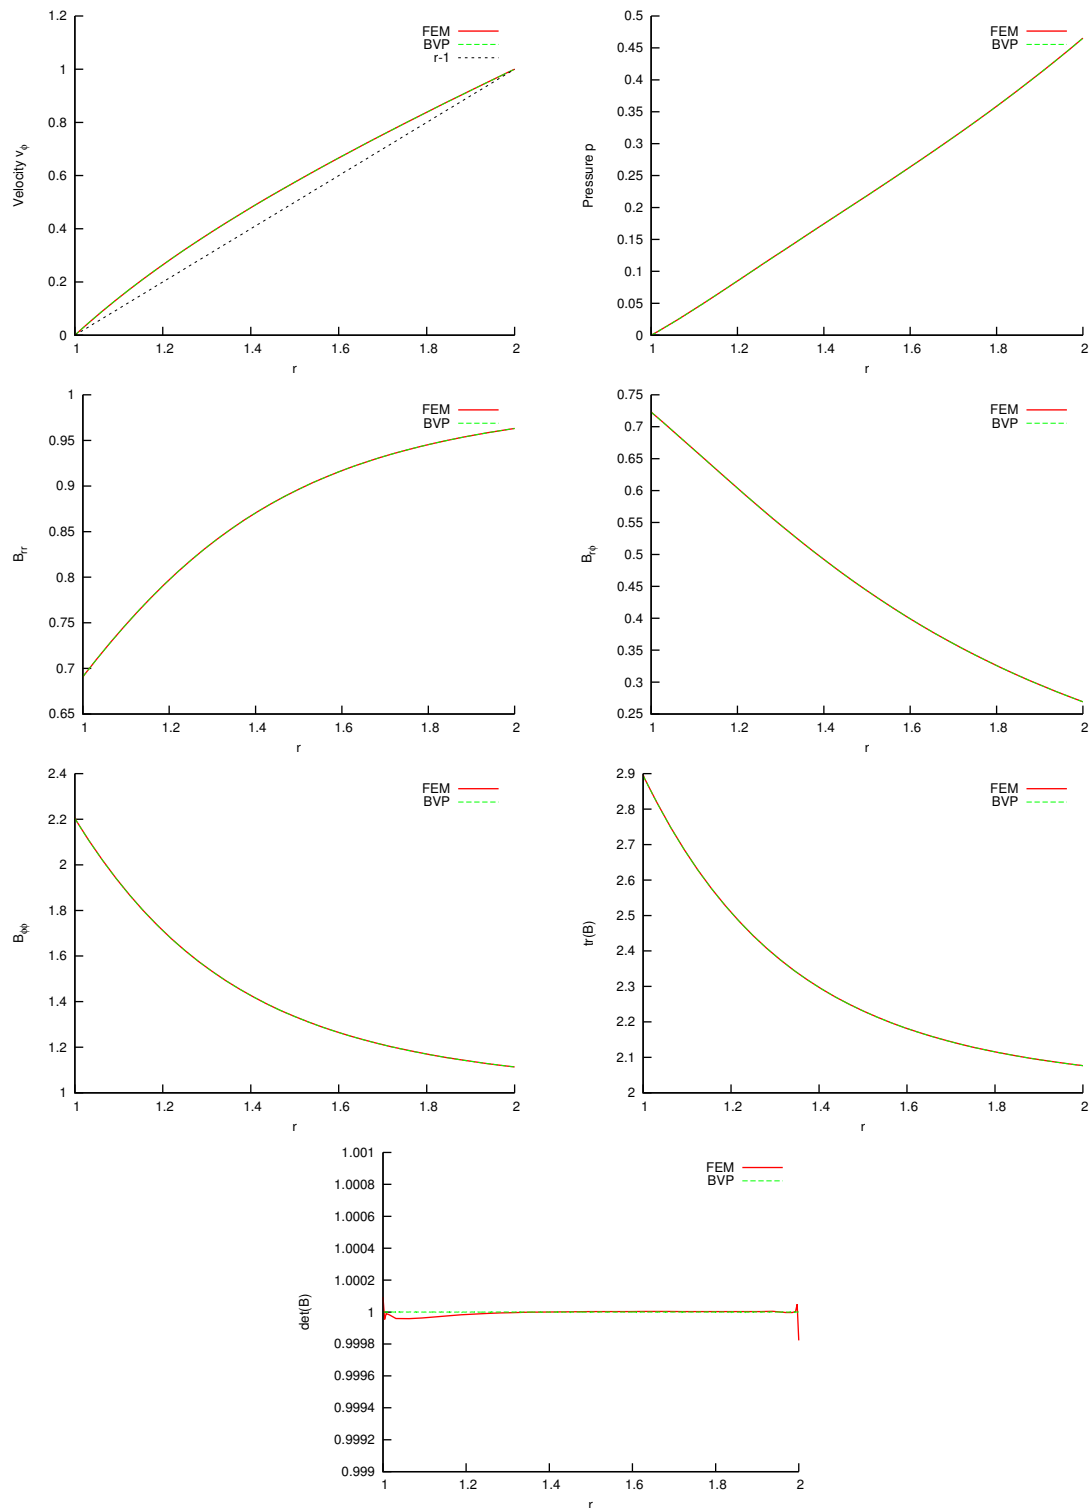 1.2
1
0.8
0.6
0.4
0.2
0
1 1.2 1.4 1.6 1.8 2
r
Velocity vϕ
FEM
BVP
r-1
0.5
0.45
0.4
0.35
0.3
0.25
0.2
0.15
0.1
0.05
0
1 1.2 1.4 1.6 1.8 2
r
Pressure p
FEM
BVP
1
0.95
0.9
0.85
0.8
0.75
0.7
0.65
1 1.2 1.4 1.6 1.8 2
r
Brr
FEM
BVP
0.75
0.7
0.65
0.6
0.55
0.5
0.45
0.4
0.35
0.3
0.25
1 1.2 1.4 1.6 1.8 2
r
Brϕ
FEM
BVP
2.4
2.2
2
1.8
1.6
1.4
1.2
1
1 1.2 1.4 1.6 1.8 2
r
Bϕϕ
FEM
BVP
2.9
2.8
2.7
2.6
2.5
2.4
2.3
2.2
2.1
2
1 1.2 1.4 1.6 1.8 2
r
tr(B)
FEM
BVP
1.001
1.0008
1.0006
1.0004
1.0002
1
0.9998
0.9996
0.9994
0.9992
0.999
1 1.2 1.4 1.6 1.8 2
r
det(B)
FEM
BVP